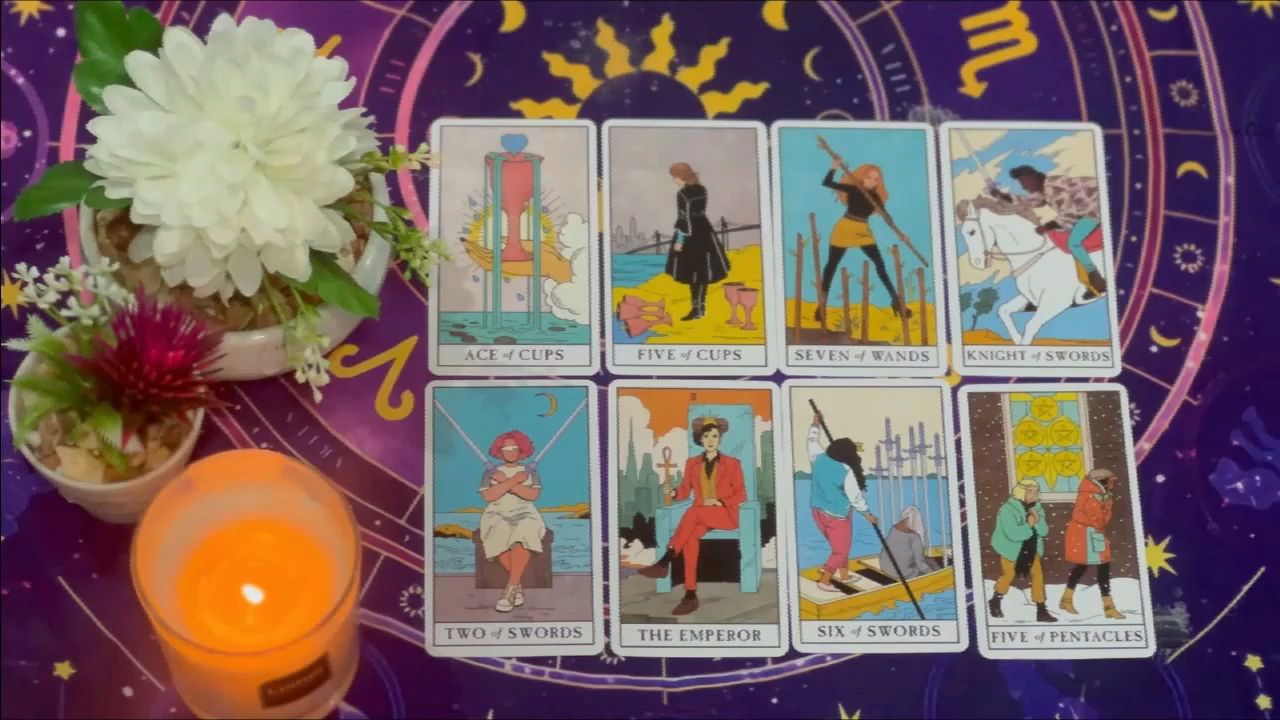 ACE of CUPS
FIVE of CUPS
SEVEN of WANDS
KNIGHT of SWORDS
TWO of SWORDS
THE EMPEROR
SIX of SWORDS
FIVE of PENTACLES